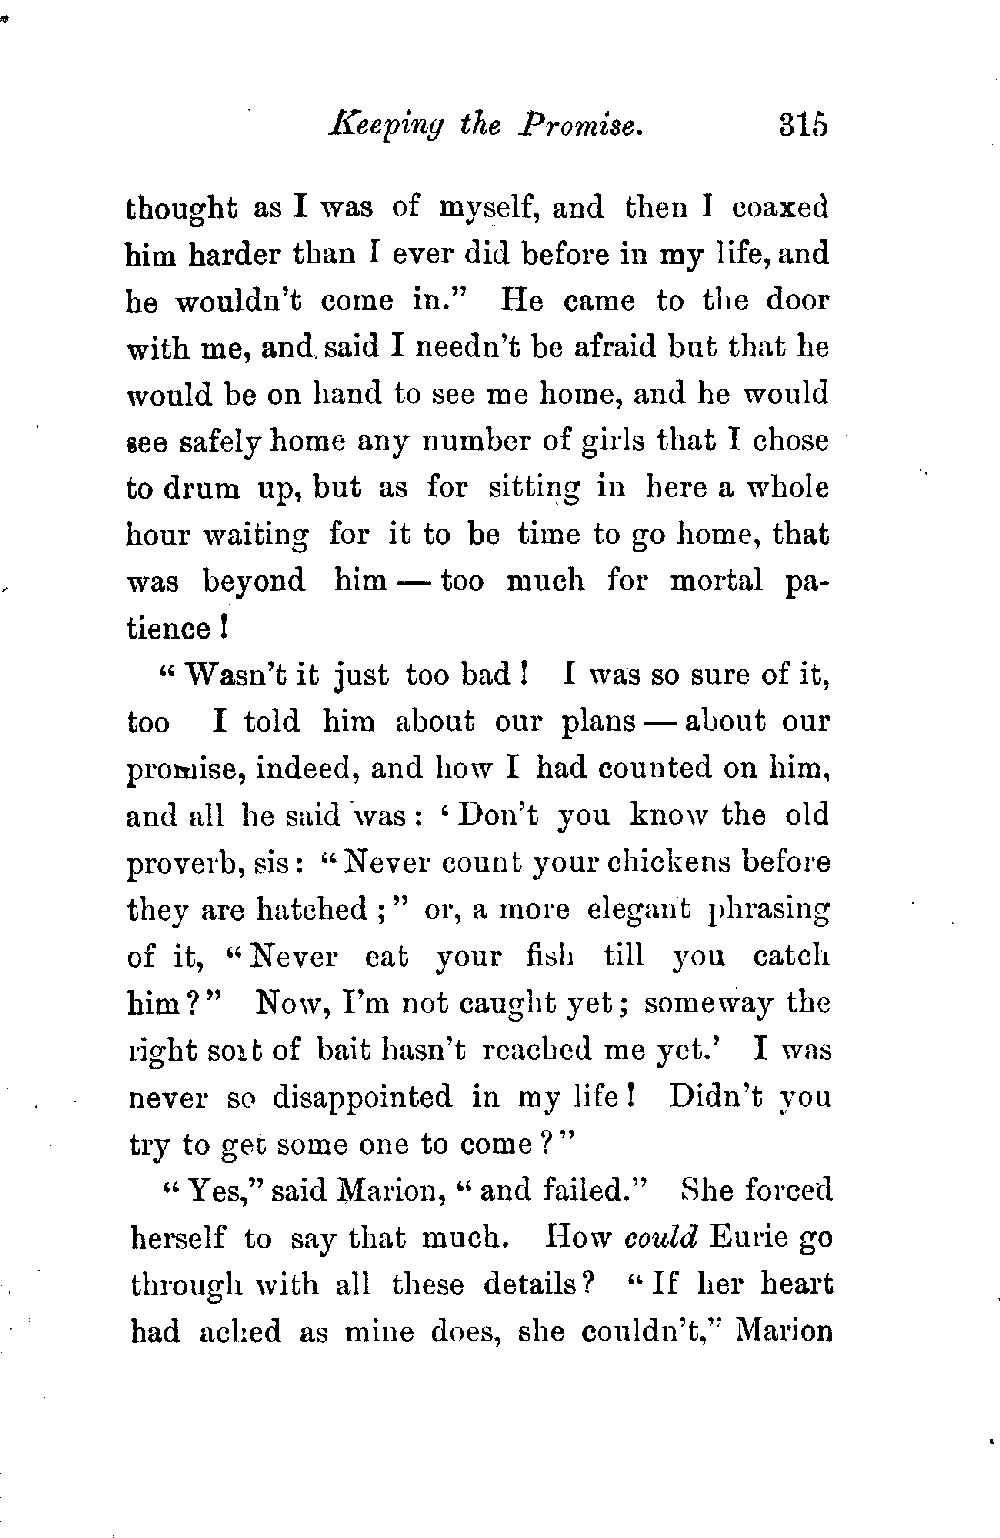 Keeping the Promise. 315
thought as I was of myself, and then I coaxed
him harder than I ever did before in my life, and
he wouldn't come in." He came to the door
with me, and said I needn't be afraid but that he
would be on hand to see me home, and he would
see safely home any number of girls that I chose
to drum up, but as for sitting in here a whole
hour waiting for it to be time to go home, that
was beyond him — too much for mortal pa-
tience!
"Wasn't it just too bad! I was so sure of it,
too I told him about our plans — about our
promise, indeed, and how I had counted on him,
and all he said was: 'Don't you know the old
proverb, sis: "Never count your chickens before
they are hatched;" or, a more elegant phrasing
of it, "Never eat your fish till you catch
him?" Now, I'm not caught yet; someway the
right sort of bait hasn't reached me yet.' I was
never so disappointed in my life! Didn't you
try to get some one to come?"
"Yes," said Marion, "and failed." She forced
herself to say that much. How could Eurie go
through with all these details? "If her heart
had ached as mine does, she couldn't," Marion